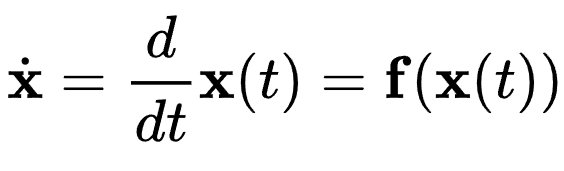 ẋ = d/dt x(t) = f(x(t))